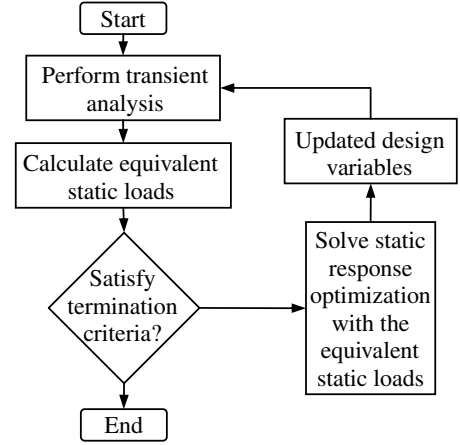 Start
Perform transient
analysis
Calculate equivalent
static loads
Satisfy
termination
criteria?
End
Updated design
variables
Solve static
response
optimization
with the
equivalent
static loads